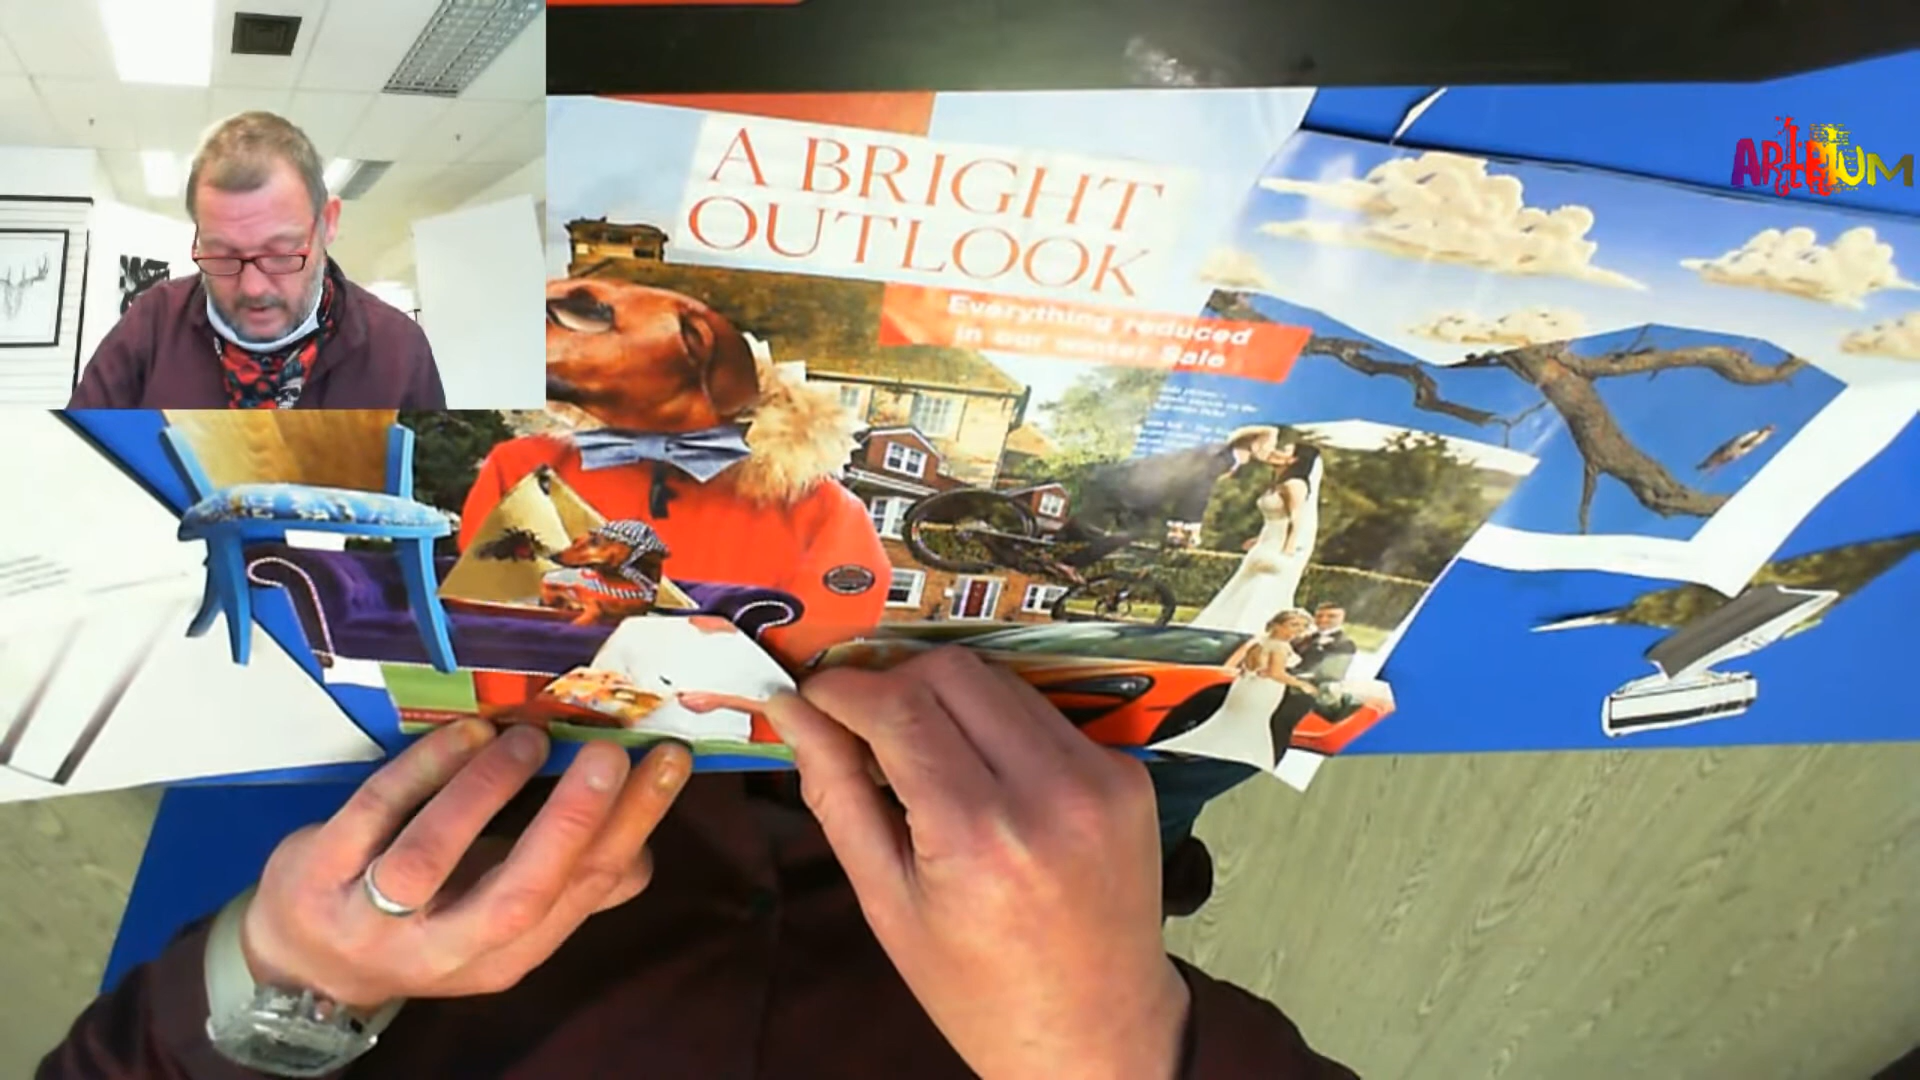 A BRIGHT
OUTLOOK
Everything reduced
in our winter Sale
ARTRIUM